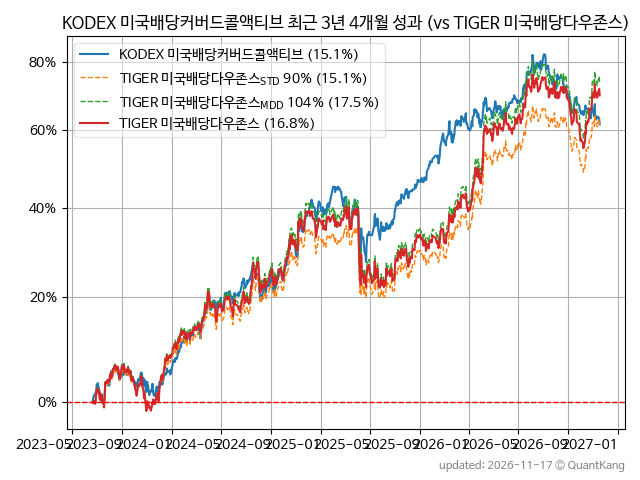 KODEX 미국배당커버드콜액티브 최근 3년 4개월 성과 (vs TIGER 미국배당다우존스)
KODEX 미국배당커버드콜액티브 (15.1%)
TIGER 미국배당다우존스STD 90% (15.1%)
TIGER 미국배당다우존스MDD 104% (17.5%)
TIGER 미국배당다우존스 (16.8%)
80%
60%
40%
20%
0%
2023-05 2023-09 2024-01 2024-05 2024-09 2025-01 2025-05 2025-09 2026-01 2026-05 2026-09 2027-01
updated: 2026-11-17 © QuantKang